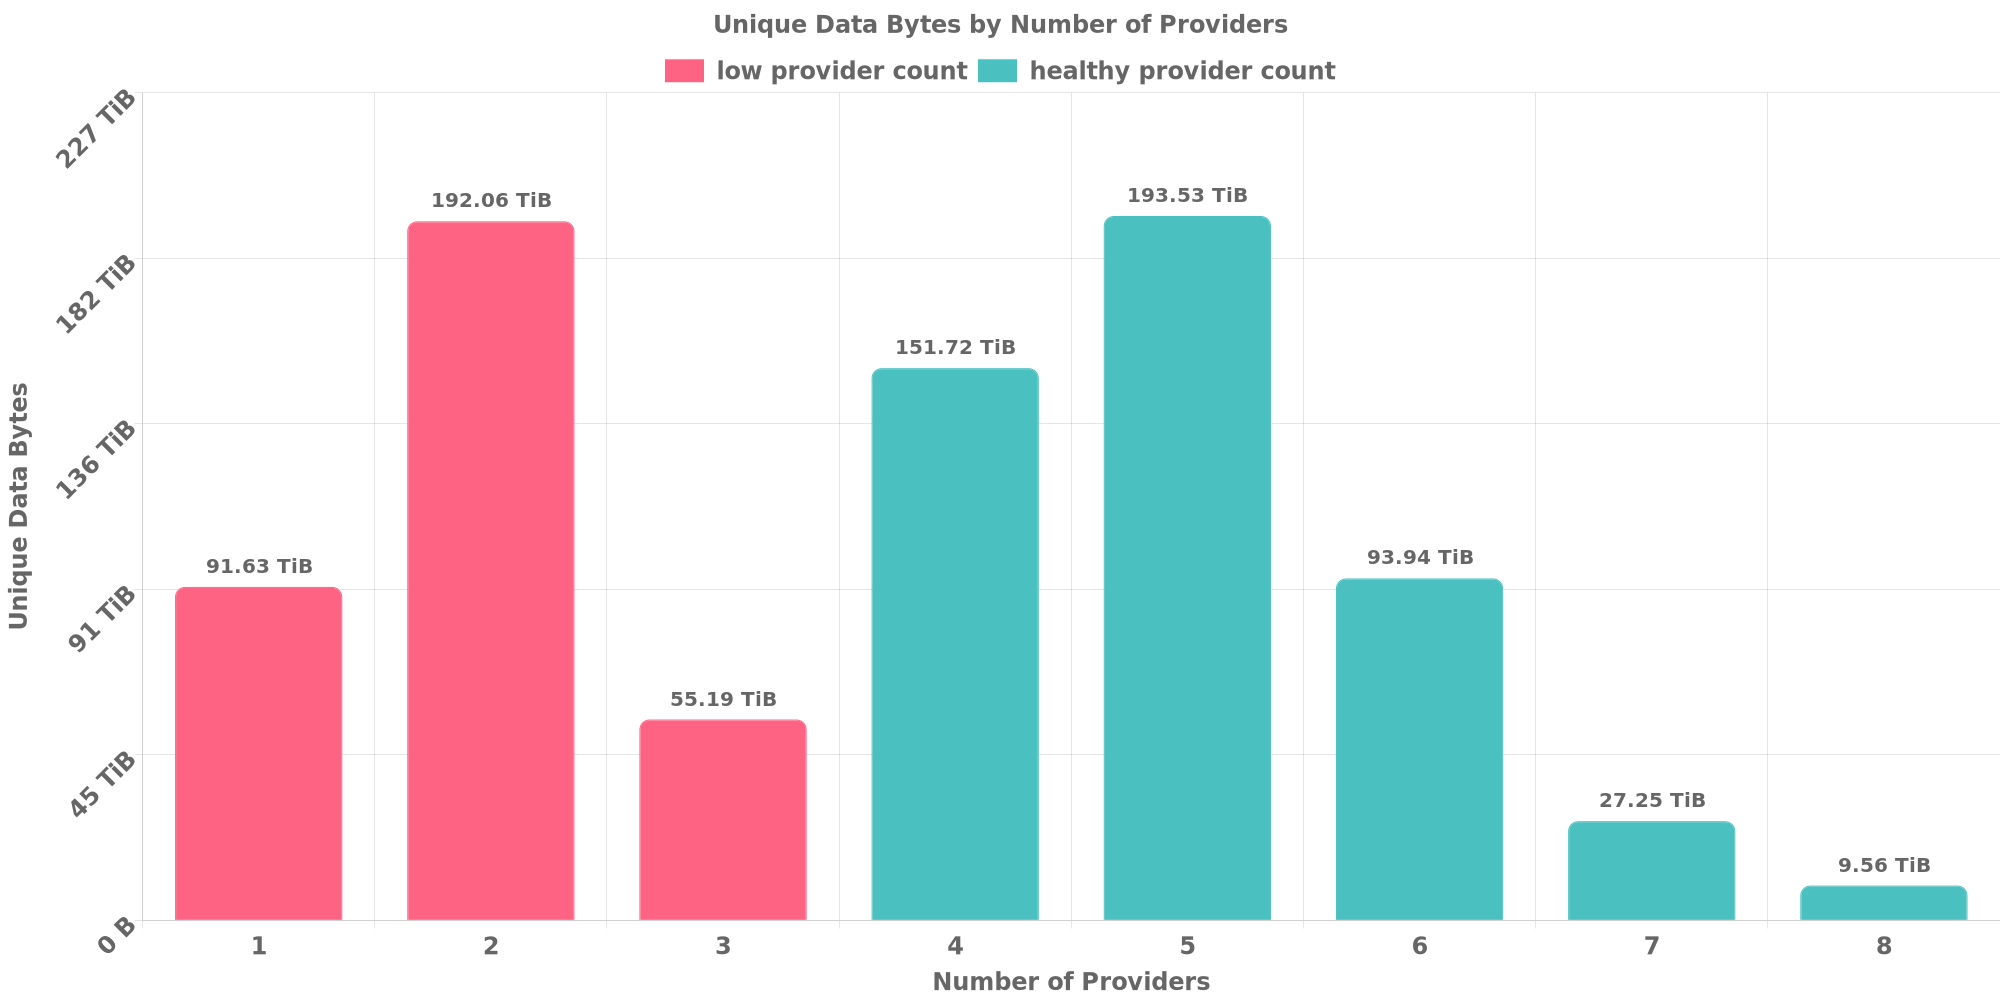 Unique Data Bytes by Number of Providers
low provider count
healthy provider count
227 TiB
182 TiB
136 TiB
91 TiB
45 TiB
0 B
Unique Data Bytes
91.63 TiB
192.06 TiB
55.19 TiB
151.72 TiB
193.53 TiB
93.94 TiB
27.25 TiB
9.56 TiB
1 2 3 4 5 6 7 8
Number of Providers